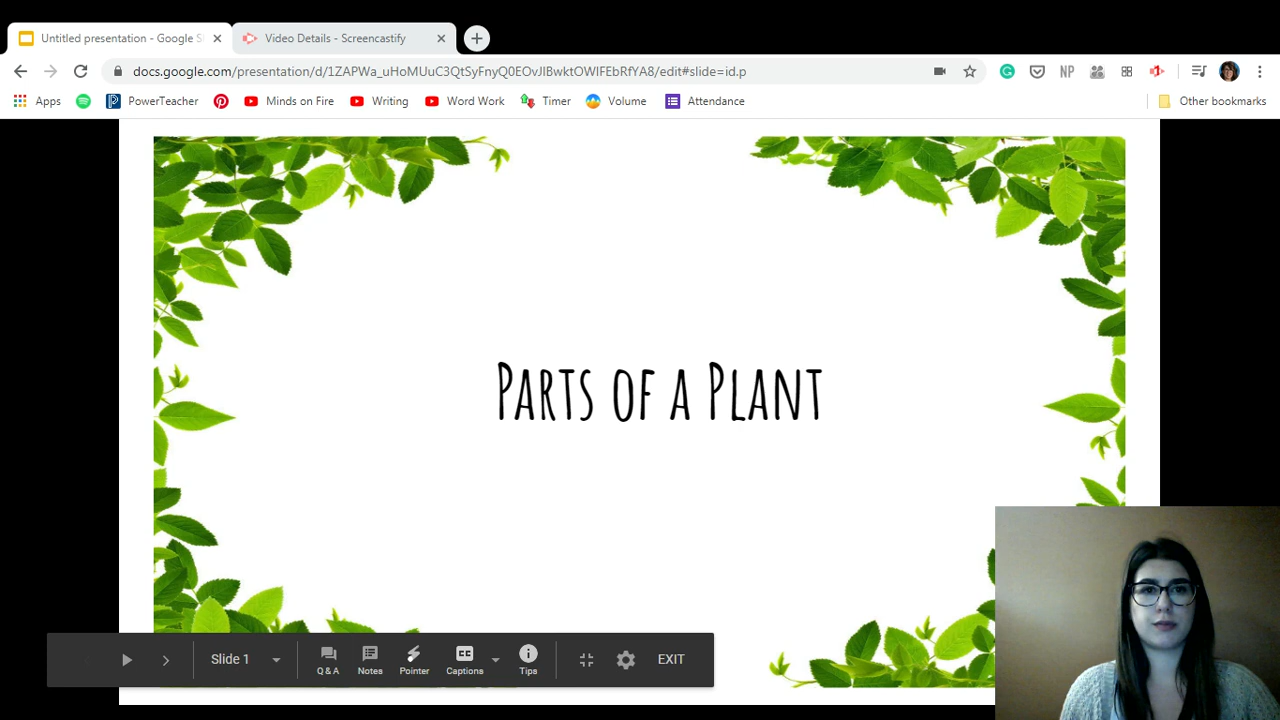 Untitled presentation - Google S
Video Details - Screencastify
docs.google.com/presentation/d/1ZAPWa_uHoMUuC3QtSyFnyQ0EOvJIBwktOWIFEbRfYA8/edit#slide=id.p
NP
Apps
PowerTeacher
Minds on Fire
Writing
Word Work
Timer
Volume
Attendance
Other bookmarks
Parts of a Plant
Slide 1
Q & A
Notes
Pointer
CC
Captions
Tips
EXIT